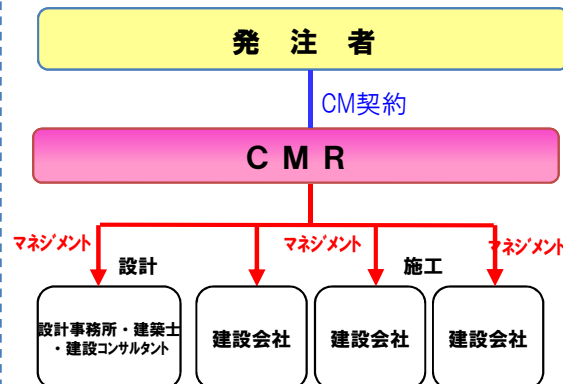 発 注 者
CM契約
C M R
マネジメント
マネジメント
マネジメント
設計
施工
設計事務所・建築士
・建設コンサルタント
建設会社
建設会社
建設会社